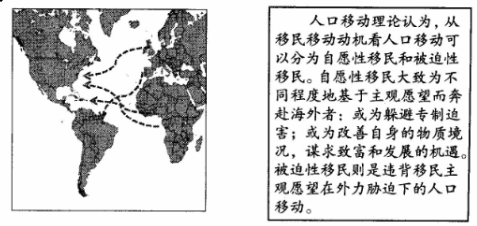 人口移动理论认为，从
移民移动动机看人口移动可
以分为自愿性移民和被迫性
移民。自愿性移民大致为不
同程度地基于主观愿望而奔
赴海外者：或为躲避专制迫
害；或为改善自身的物质境
况，谋求致富和发展的机遇。
被迫性移民则是违背移民主
观愿望在外力胁迫下的人口
移动。